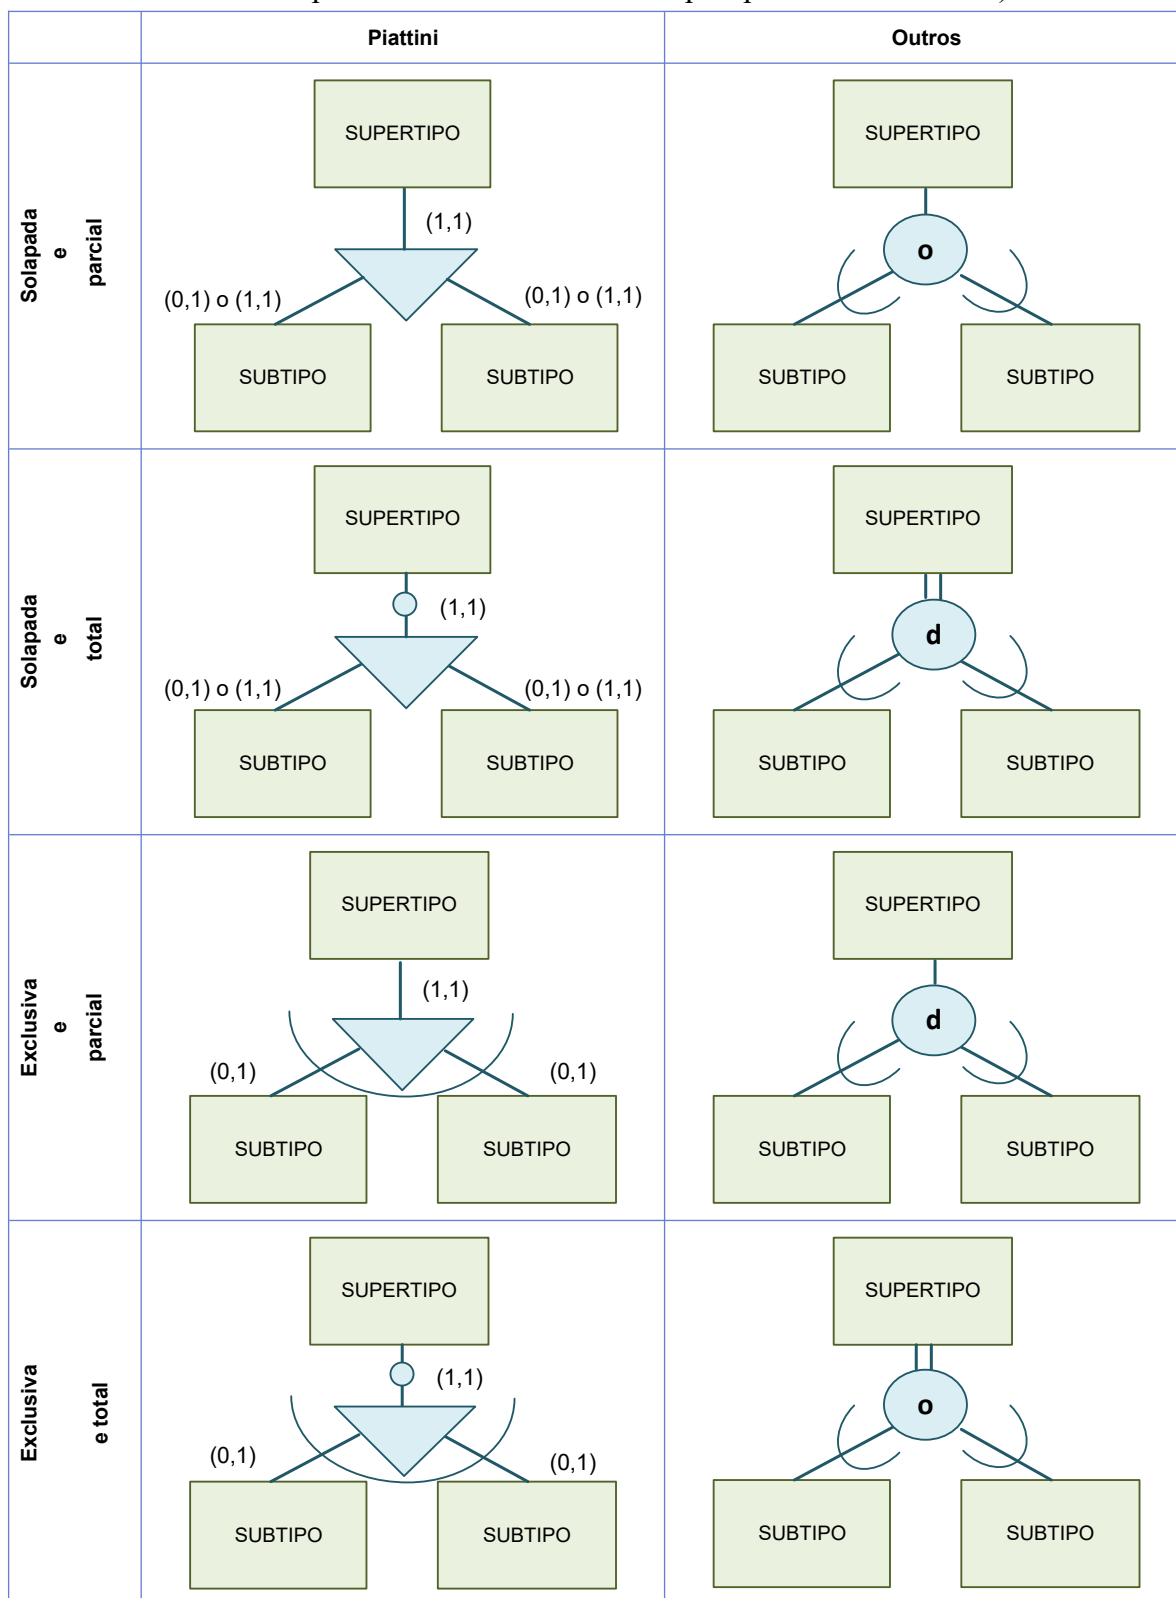 Piattini
Outros
Solapada
e
parcial
SUPERTIPO
(1,1)
(0,1) o (1,1)
(0,1) o (1,1)
SUBTIPO
SUBTIPO
SUPERTIPO
o
SUBTIPO
SUBTIPO
Solapada
e
total
SUPERTIPO
(1,1)
(0,1) o (1,1)
(0,1) o (1,1)
SUBTIPO
SUBTIPO
SUPERTIPO
d
SUBTIPO
SUBTIPO
Exclusiva
e
parcial
SUPERTIPO
(1,1)
(0,1)
(0,1)
SUBTIPO
SUBTIPO
SUPERTIPO
d
SUBTIPO
SUBTIPO
Exclusiva
e total
SUPERTIPO
(1,1)
(0,1)
(0,1)
SUBTIPO
SUBTIPO
SUPERTIPO
o
SUBTIPO
SUBTIPO